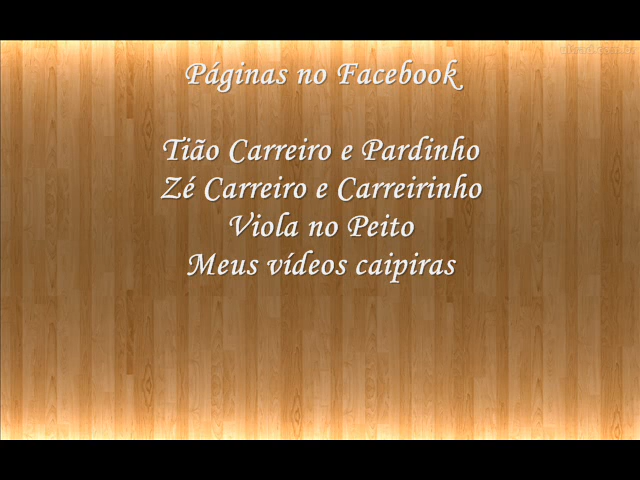 Páginas no Facebook
Tião Carreiro e Pardinho
Zé Carreiro e Carreirinho
Viola no Peito
Meus vídeos caipiras